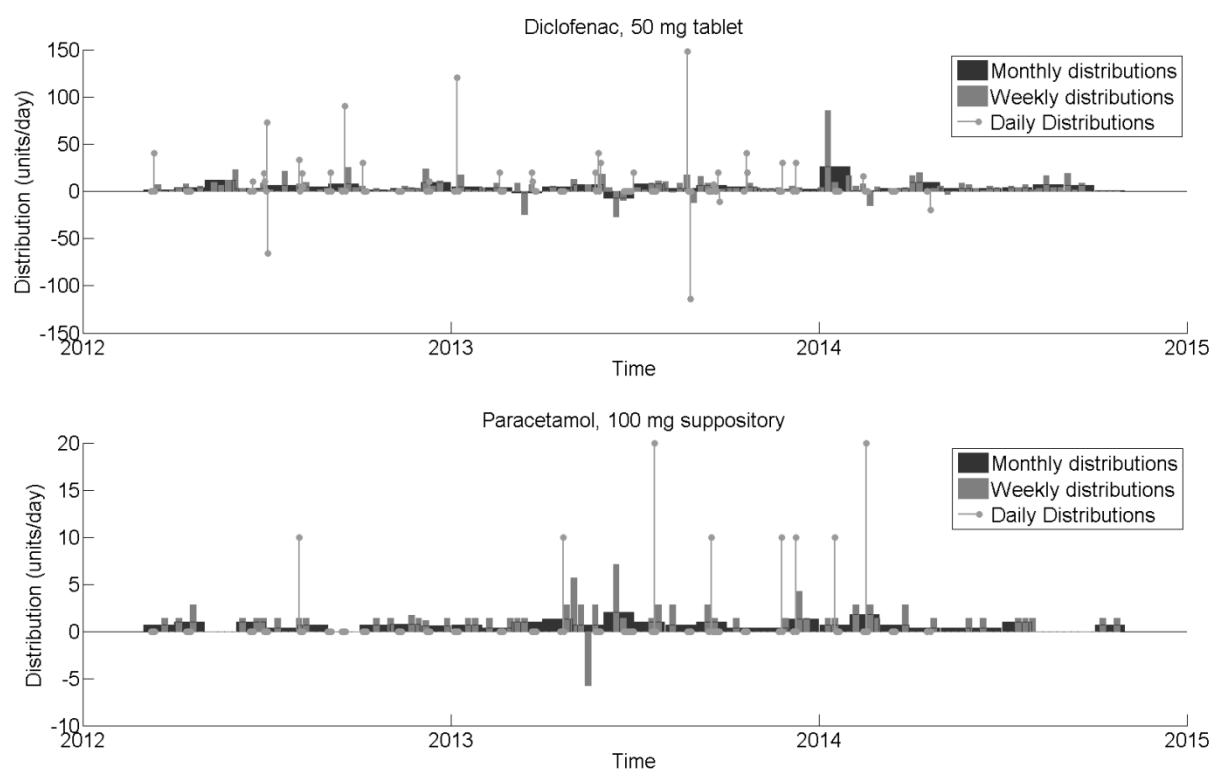 Diclofenac, 50 mg tablet
Distribution (units/day)
150
100
50
0
-50
-100
-150
Monthly distributions
Weekly distributions
Daily Distributions
2012
2013
2014
2015
Time
Paracetamol, 100 mg suppository
Distribution (units/day)
20
15
10
5
0
-5
-10
Monthly distributions
Weekly distributions
Daily Distributions
2012
2013
2014
2015
Time